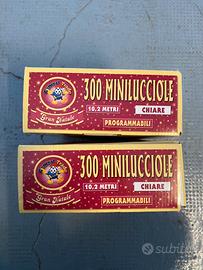 300 MINILUCCIOLE
10.2 METRI
CHIARE
PROGRAMMABILI
Gran Natale
300 MINILUCCIOLE
10.2 METRI
CHIARE
PROGRAMMABILI
Gran Natale
subito